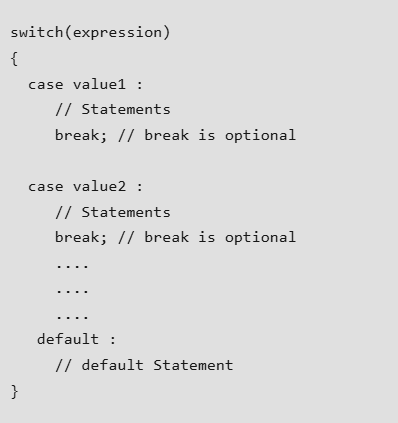 switch(expression)
{
  case value1 :
     // Statements
     break; // break is optional

  case value2 :
     // Statements
     break; // break is optional
     ....
     ....
     ....
   default :
     // default Statement
}